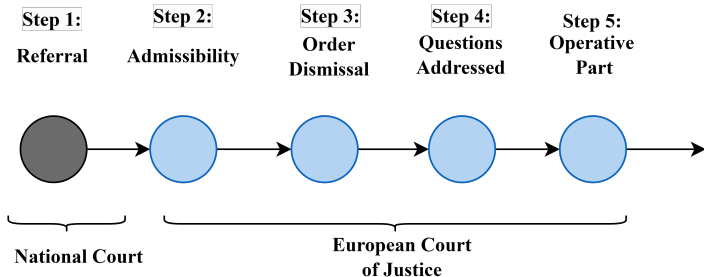 Step 1:
Referral
Step 2:
Admissibility
Step 3:
Order
Dismissal
Step 4:
Questions
Addressed
Step 5:
Operative
Part
National Court
European Court
of Justice